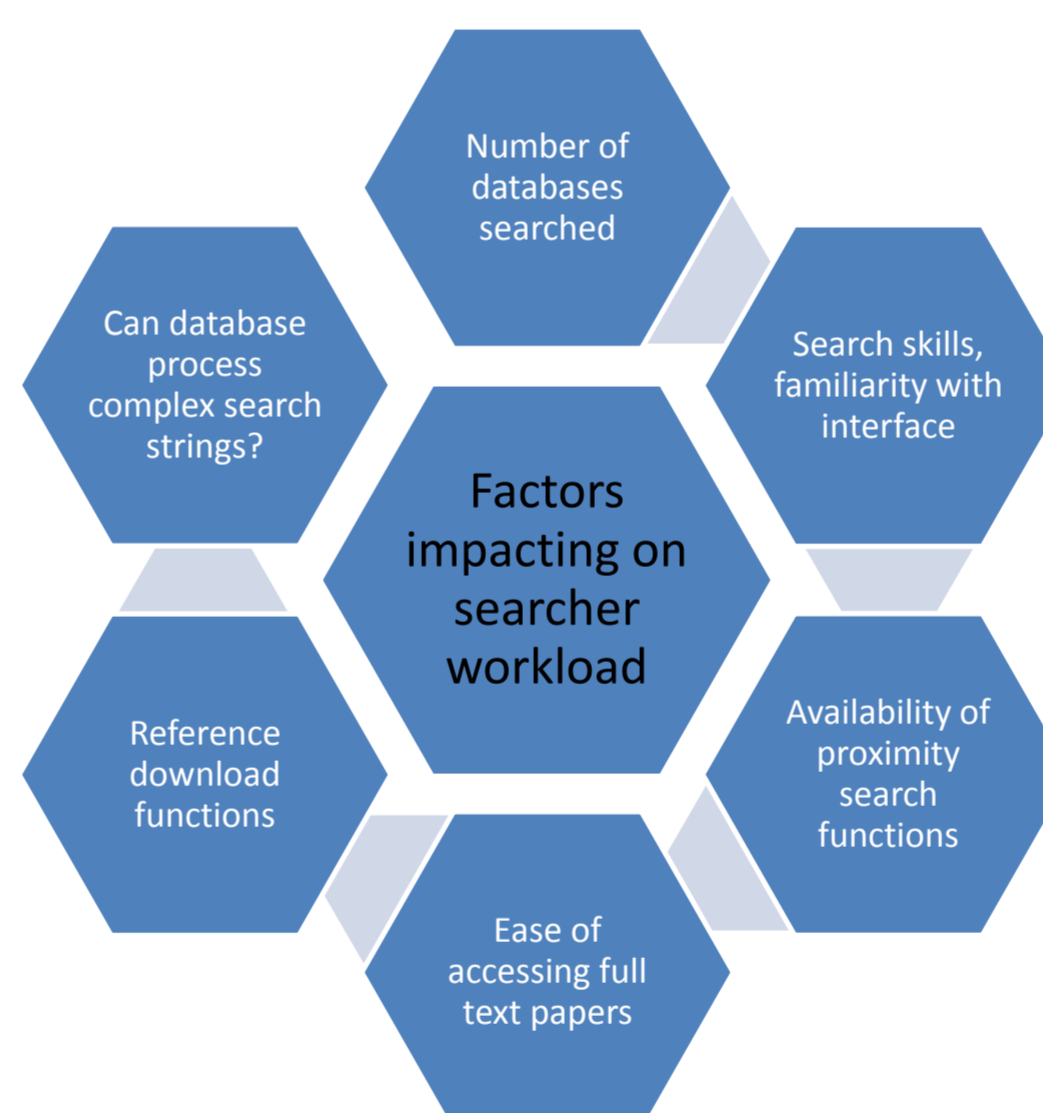 Number of
databases
searched
Search skills,
familiarity with
interface
Availability of
proximity
search
functions
Ease of
accessing full
text papers
Reference
download
functions
Can database
process
complex search
strings?
Factors
impacting on
searcher
workload